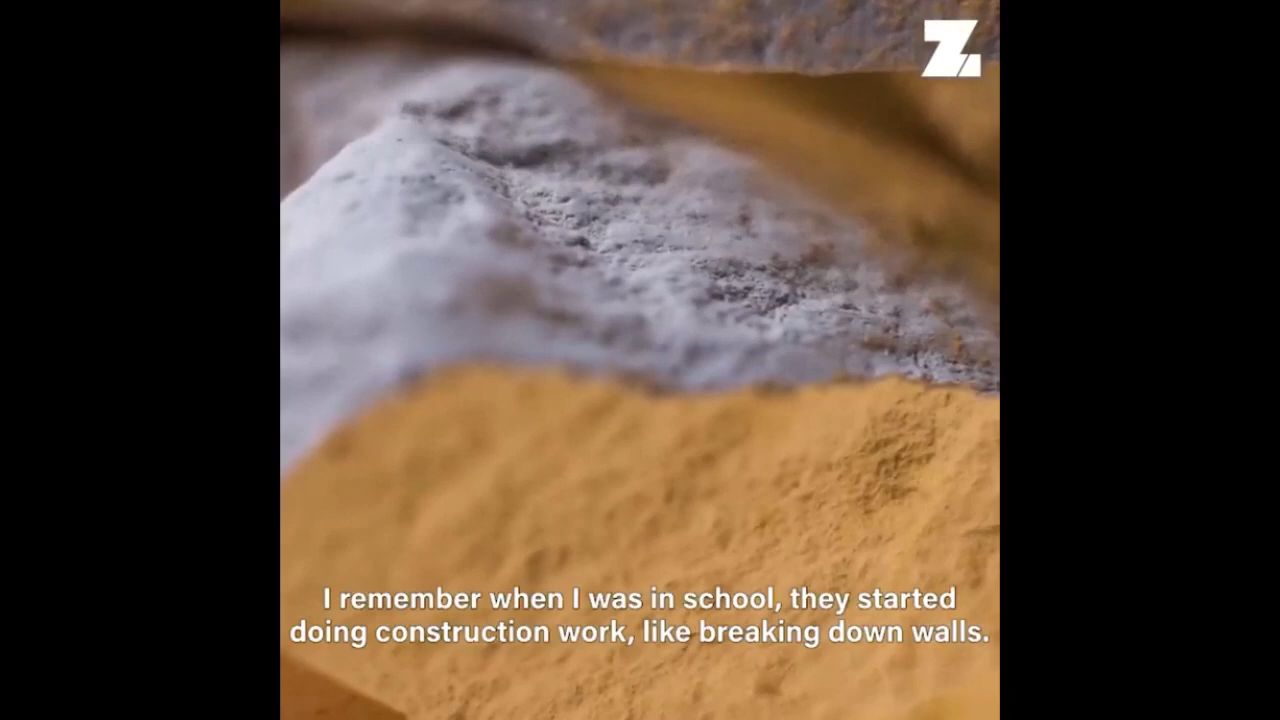 Z
I remember when I was in school, they started
doing construction work, like breaking down walls.